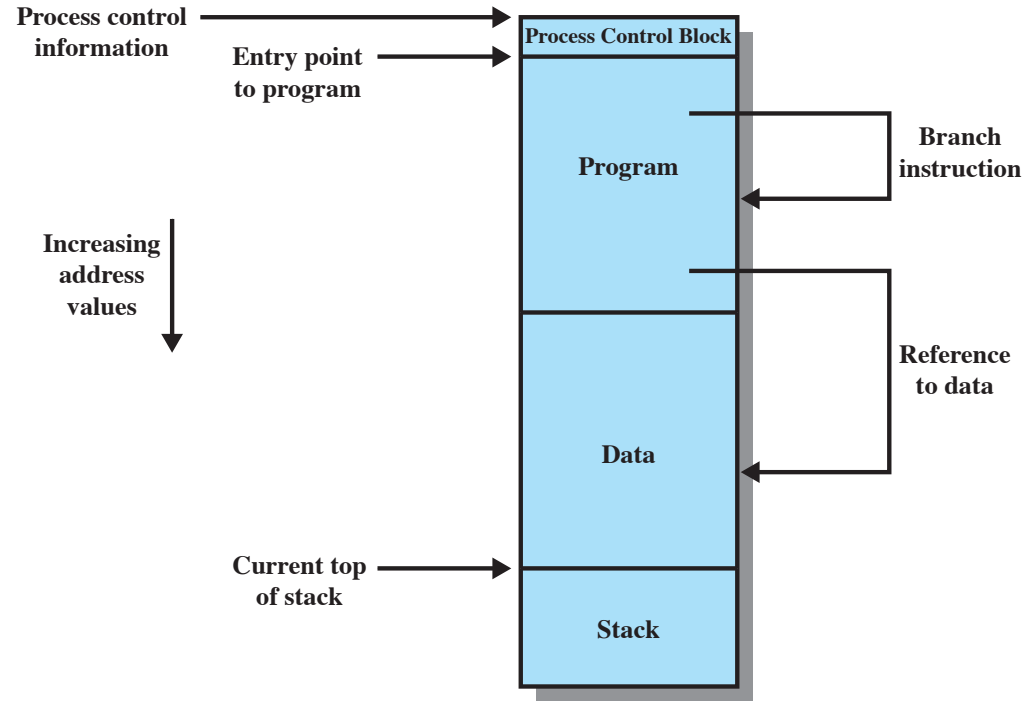 Process control
information
Process Control Block
Entry point
to program
Branch
instruction
Program
Increasing
address
values
Reference
to data
Data
Current top
of stack
Stack